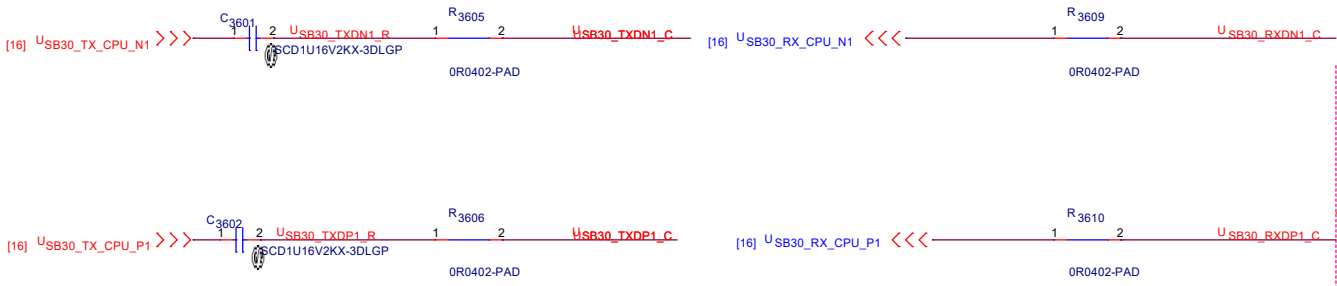 C3601
R3605
R3609
[16] USB30_TX_CPU_N1
1 2
USB30_TXDN1_R
1 2
USB30_TXDN1_C
[16] USB30_RX_CPU_N1
1 2
USB30_RXDN1_C
SCD1U16V2KX-3DLGP
0R0402-PAD
0R0402-PAD
C3602
R3606
R3610
[16] USB30_TX_CPU_P1
1 2
USB30_TXDP1_R
1 2
USB30_TXDP1_C
[16] USB30_RX_CPU_P1
1 2
USB30_RXDP1_C
SCD1U16V2KX-3DLGP
0R0402-PAD
0R0402-PAD